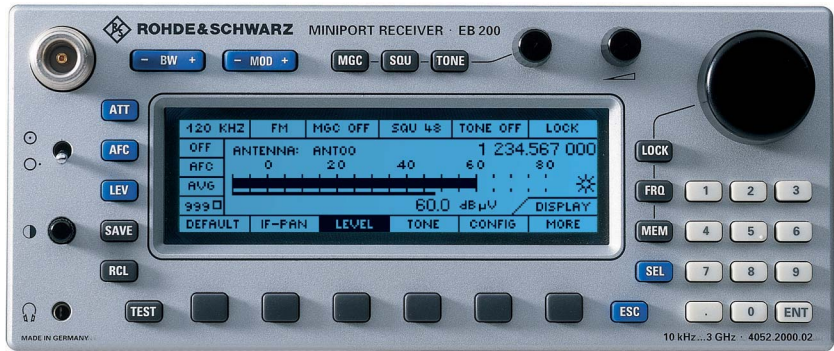 ROHDE&SCHWARZ MINIPORT RECEIVER · EB 200
- BW + - MOD + MGC SQU TONE
ATT
AFC
LEV
SAVE
RCL
TEST
120 KHZ FM MGC OFF SQU 48 TONE OFF LOCK
OFF ANTENNA: ANT00 1 234.567 000
AFC 0 20 40 60 80
AVG
999 60.0 dBµV DISPLAY
DEFAULT IF-PAN LEVEL TONE CONFIG MORE
LOCK
FRQ 1 2 3
MEM 4 5 6
SEL 7 8 9
ESC . 0 ENT
MADE IN GERMANY
10 kHz...3 GHz · 4052.2000.02